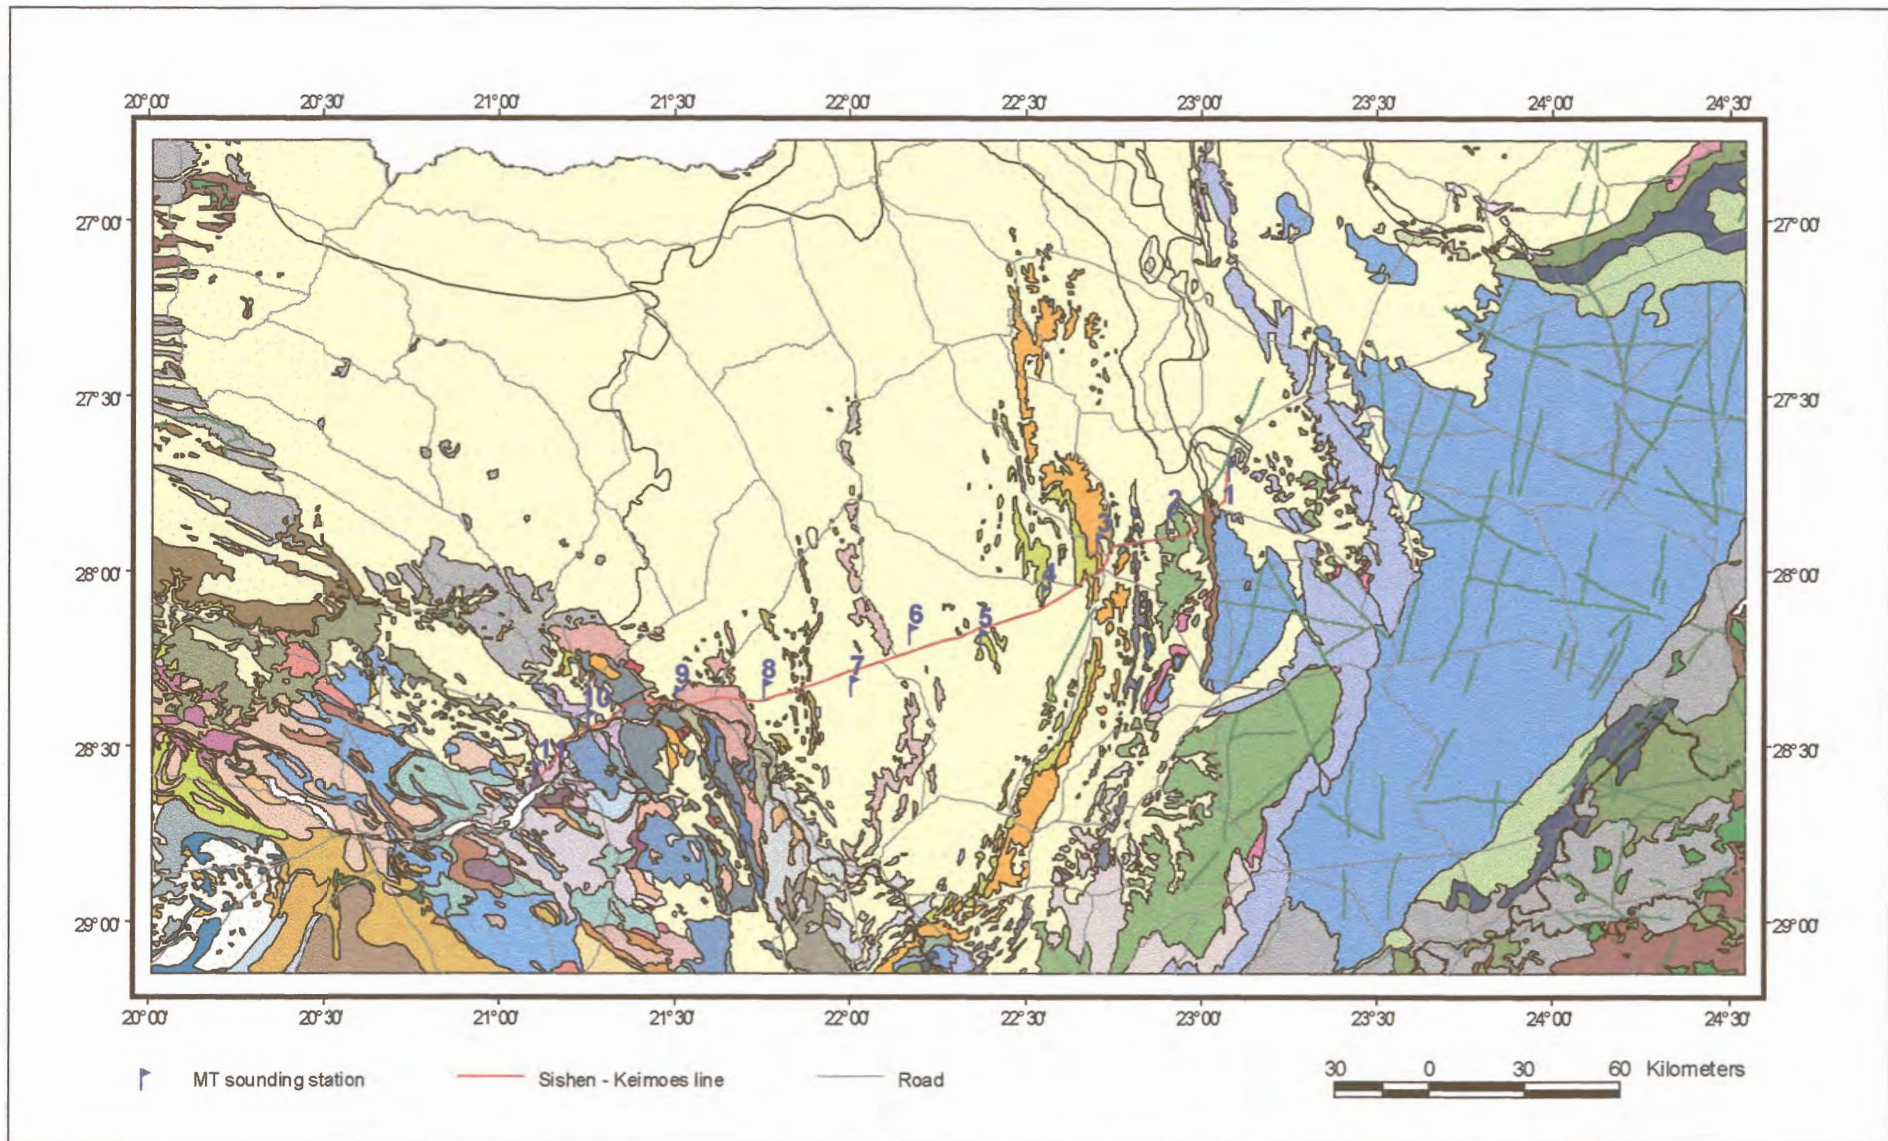 20°00' 20°30' 21°00' 21°30' 22°00' 22°30' 23°00' 23°30' 24°00' 24°30'
27°00' 27°00'
27°30' 27°30'
28°00' 28°00'
28°30' 28°30'
29°00' 29°00'
2 1
3
4
6 5
9 8 7
10
11
20°00' 20°30' 21°00' 21°30' 22°00' 22°30' 23°00' 23°30' 24°00' 24°30'
MT sounding station Sishen - Keimoes line Road
30 0 30 60 Kilometers